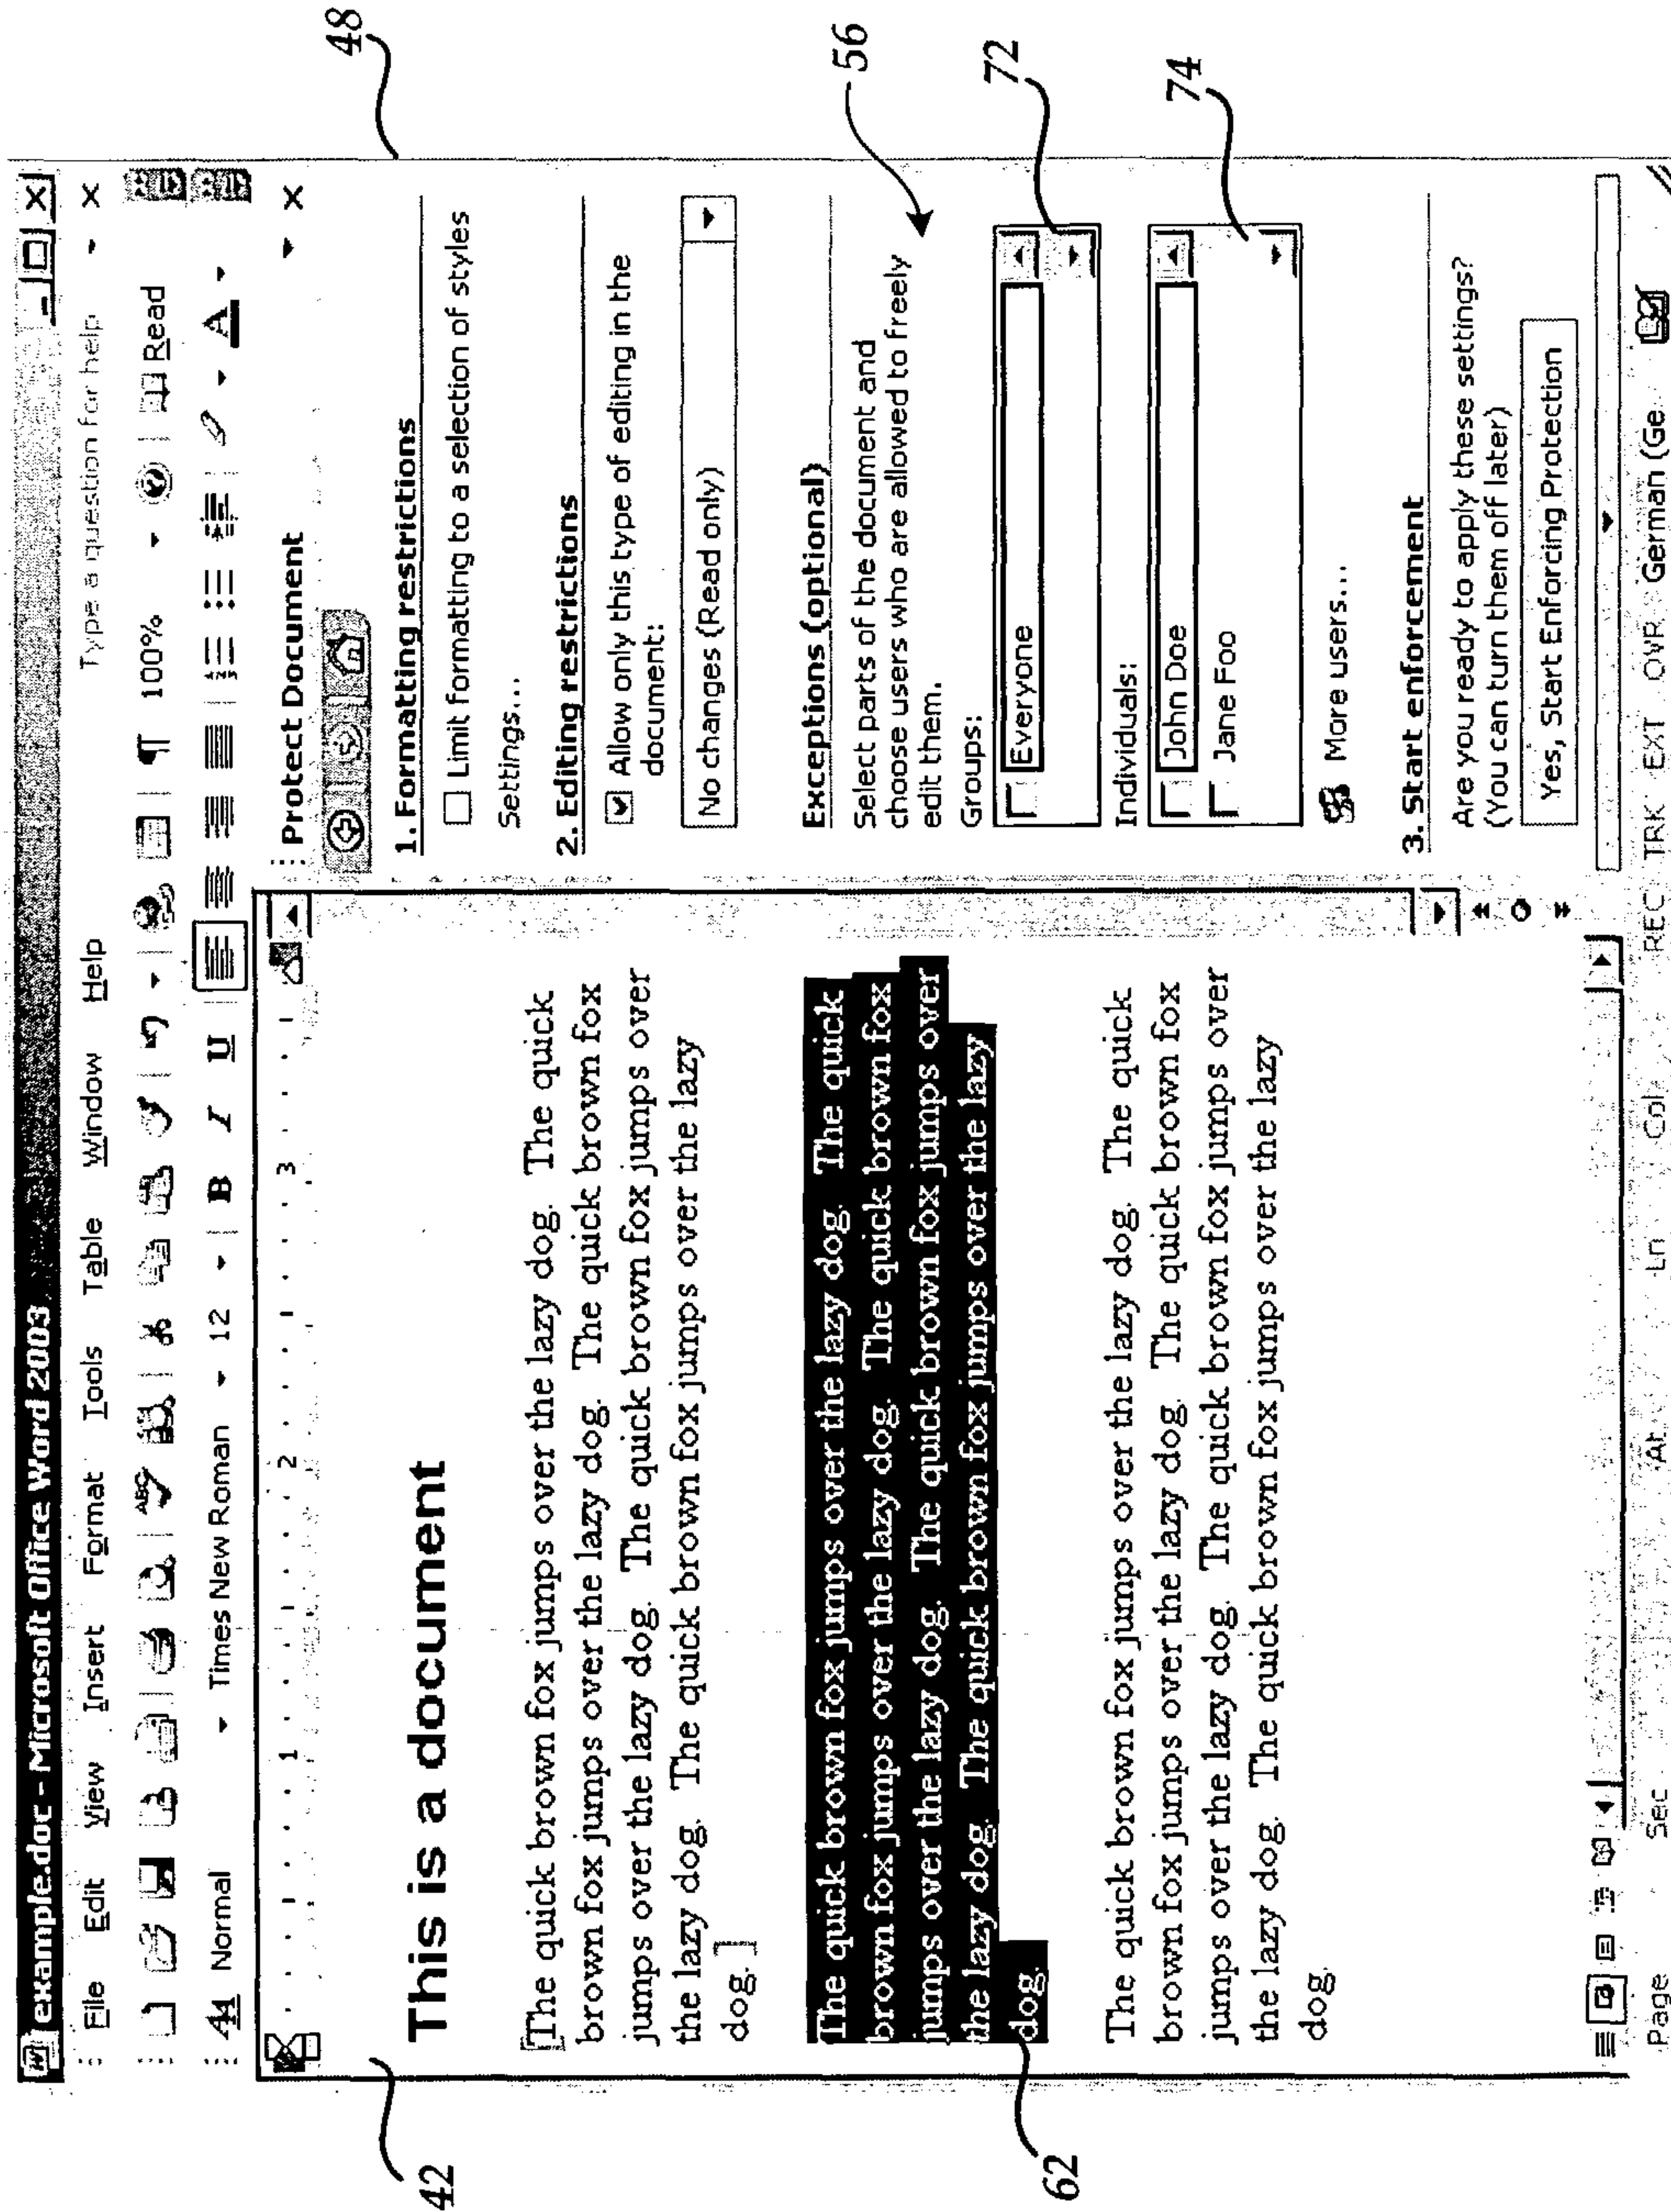 example.doc - Microsoft Office Word 2003
File Edit View Insert Format Tools Table Window Help Type a question for help
100% Read
Normal Times New Roman 12 B I U A
1 2 3
This is a document
The quick brown fox jumps over the lazy dog. The quick
brown fox jumps over the lazy dog. The quick brown fox
jumps over the lazy dog. The quick brown fox jumps over
the lazy dog. The quick brown fox jumps over the lazy
dog.
The quick brown fox jumps over the lazy dog. The quick
brown fox jumps over the lazy dog. The quick brown fox
jumps over the lazy dog. The quick brown fox jumps over
the lazy dog. The quick brown fox jumps over the lazy
dog.
The quick brown fox jumps over the lazy dog. The quick
brown fox jumps over the lazy dog. The quick brown fox
jumps over the lazy dog. The quick brown fox jumps over
the lazy dog. The quick brown fox jumps over the lazy
dog.
Protect Document
1. Formatting restrictions
Limit formatting to a selection of styles
Settings...
2. Editing restrictions
Allow only this type of editing in the
document:
No changes (Read only)
Exceptions (optional)
Select parts of the document and
choose users who are allowed to freely
edit them.
Groups:
Everyone
Individuals:
John Doe
Jane Foo
More users...
3. Start enforcement
Are you ready to apply these settings?
(You can turn them off later)
Yes, Start Enforcing Protection
Page Sec At Ln Col REC TRK EXT OVR German (Ge
42
62
48
56
72
74